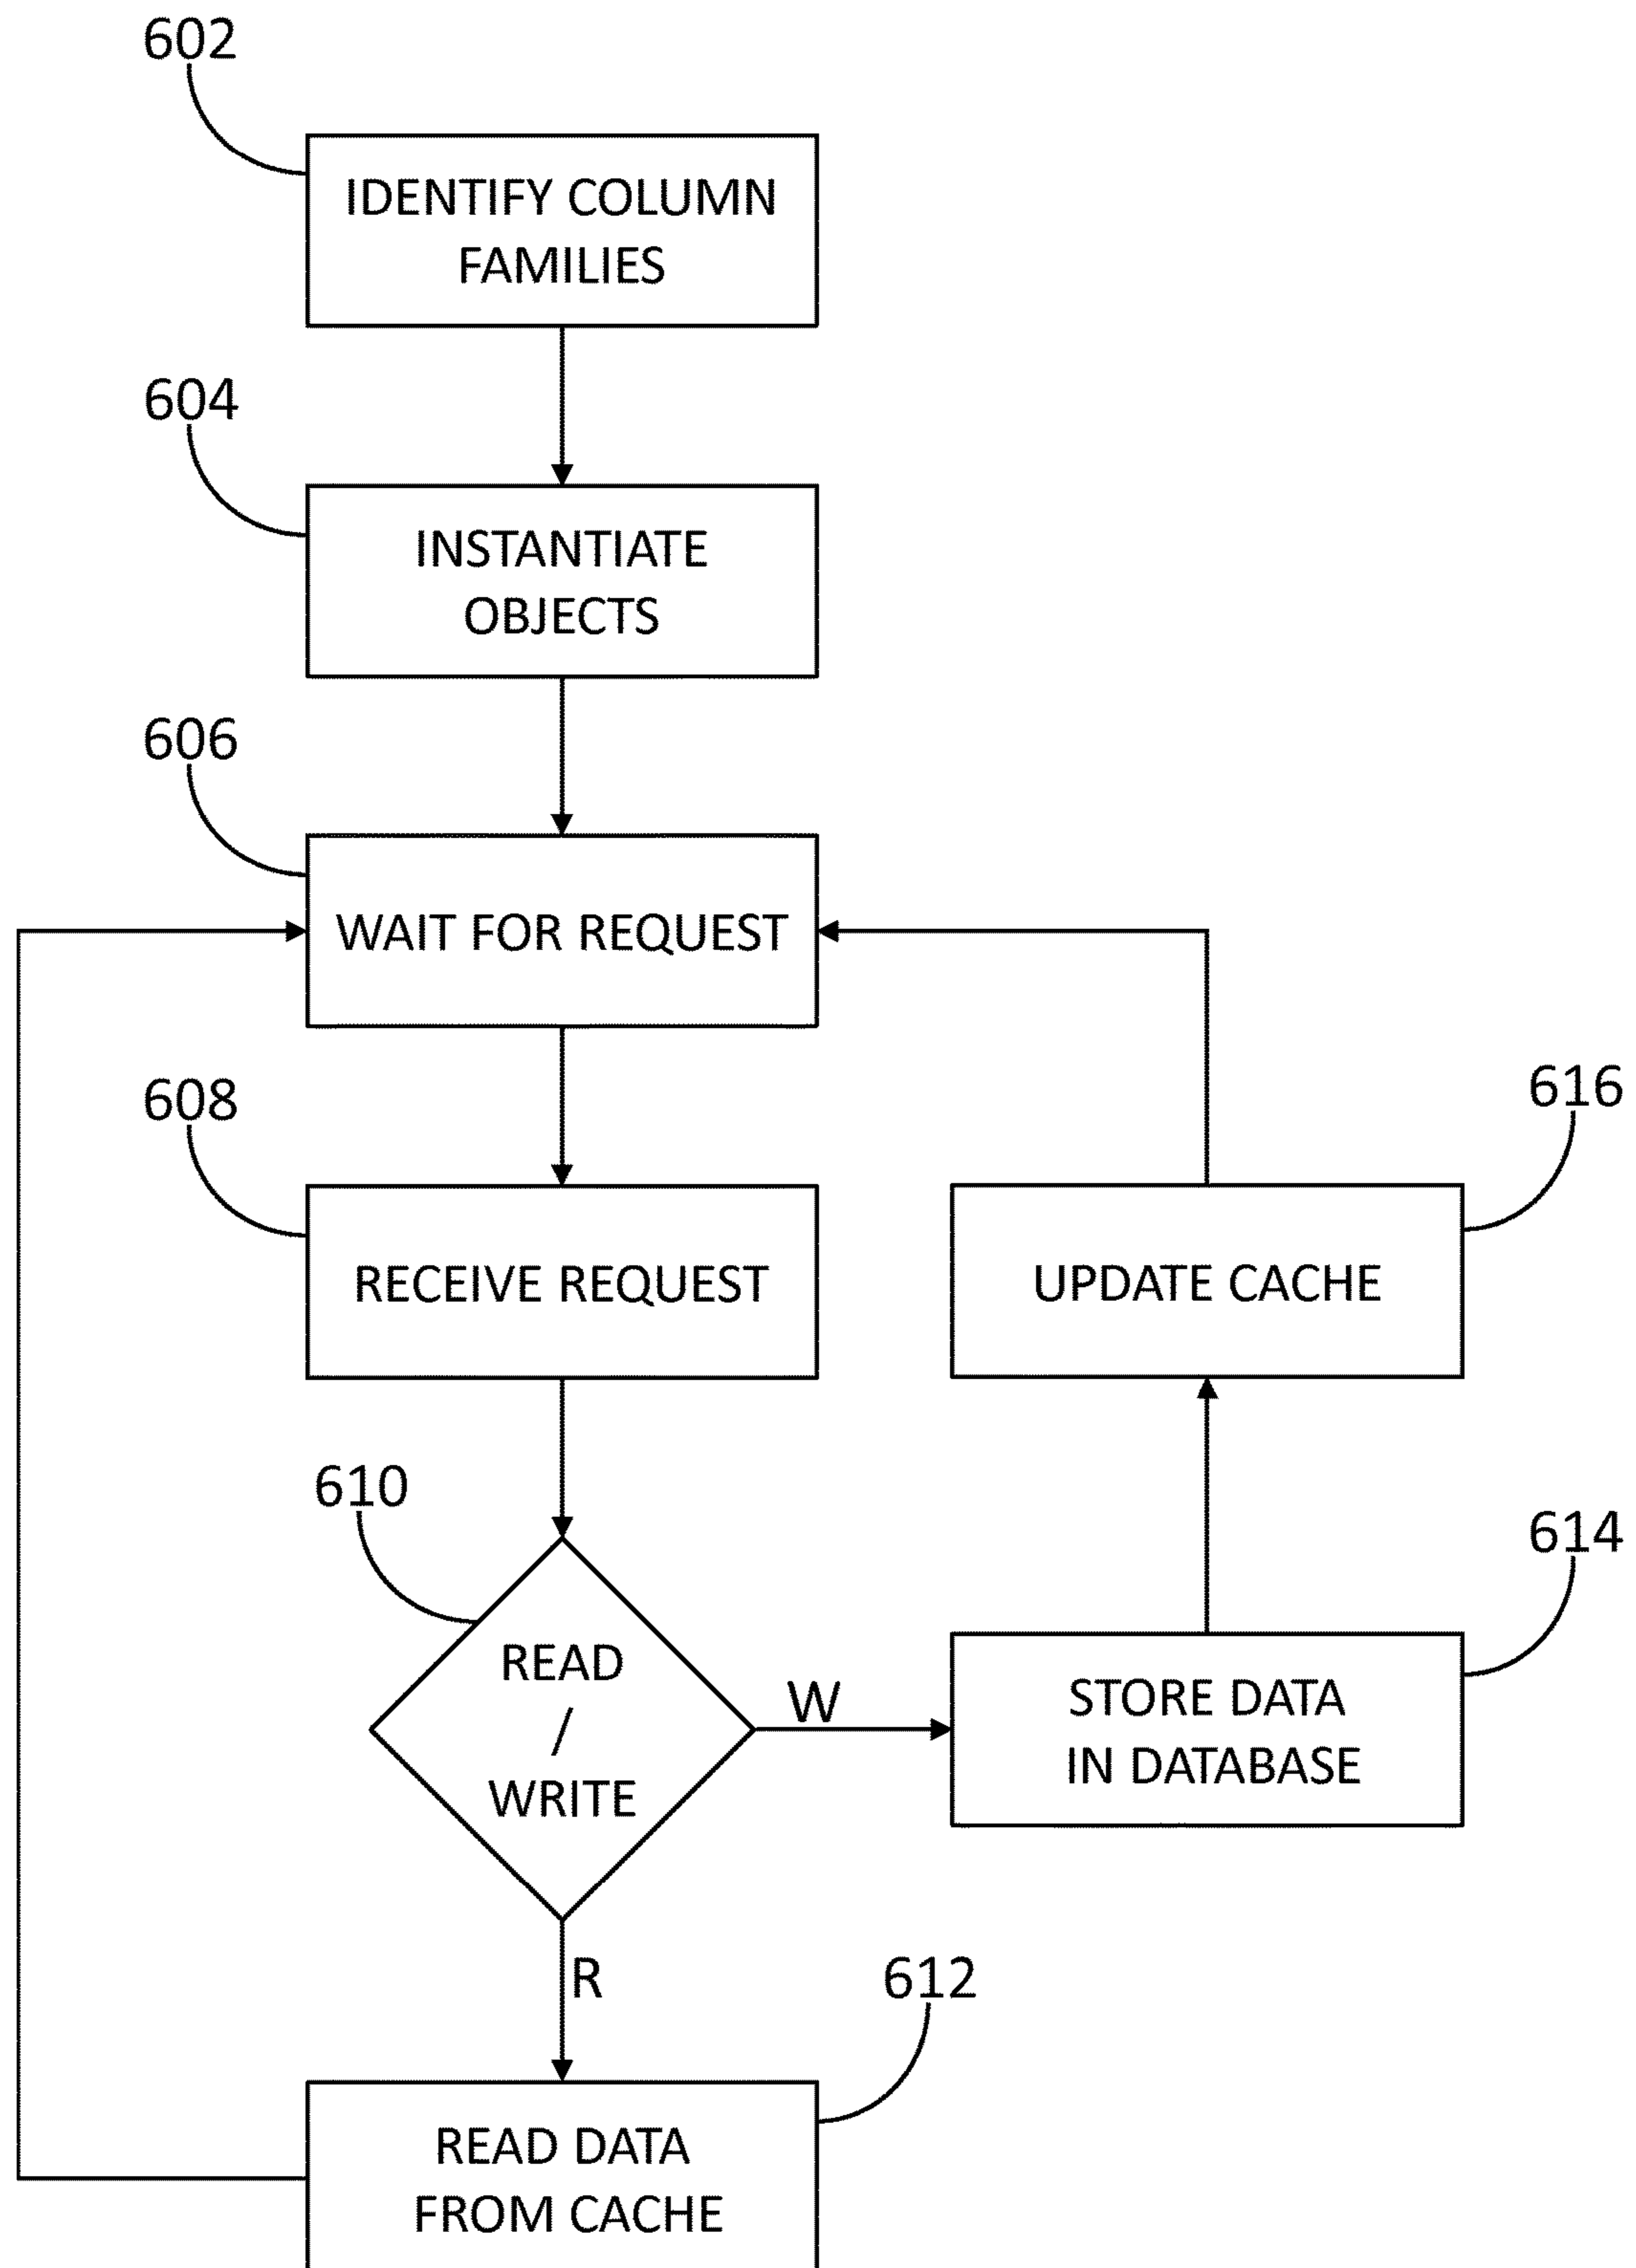 602
IDENTIFY COLUMN
FAMILIES
604
INSTANTIATE
OBJECTS
606
WAIT FOR REQUEST
608
RECEIVE REQUEST
616
UPDATE CACHE
610
READ
/
WRITE
W
614
STORE DATA
IN DATABASE
R
612
READ DATA
FROM CACHE